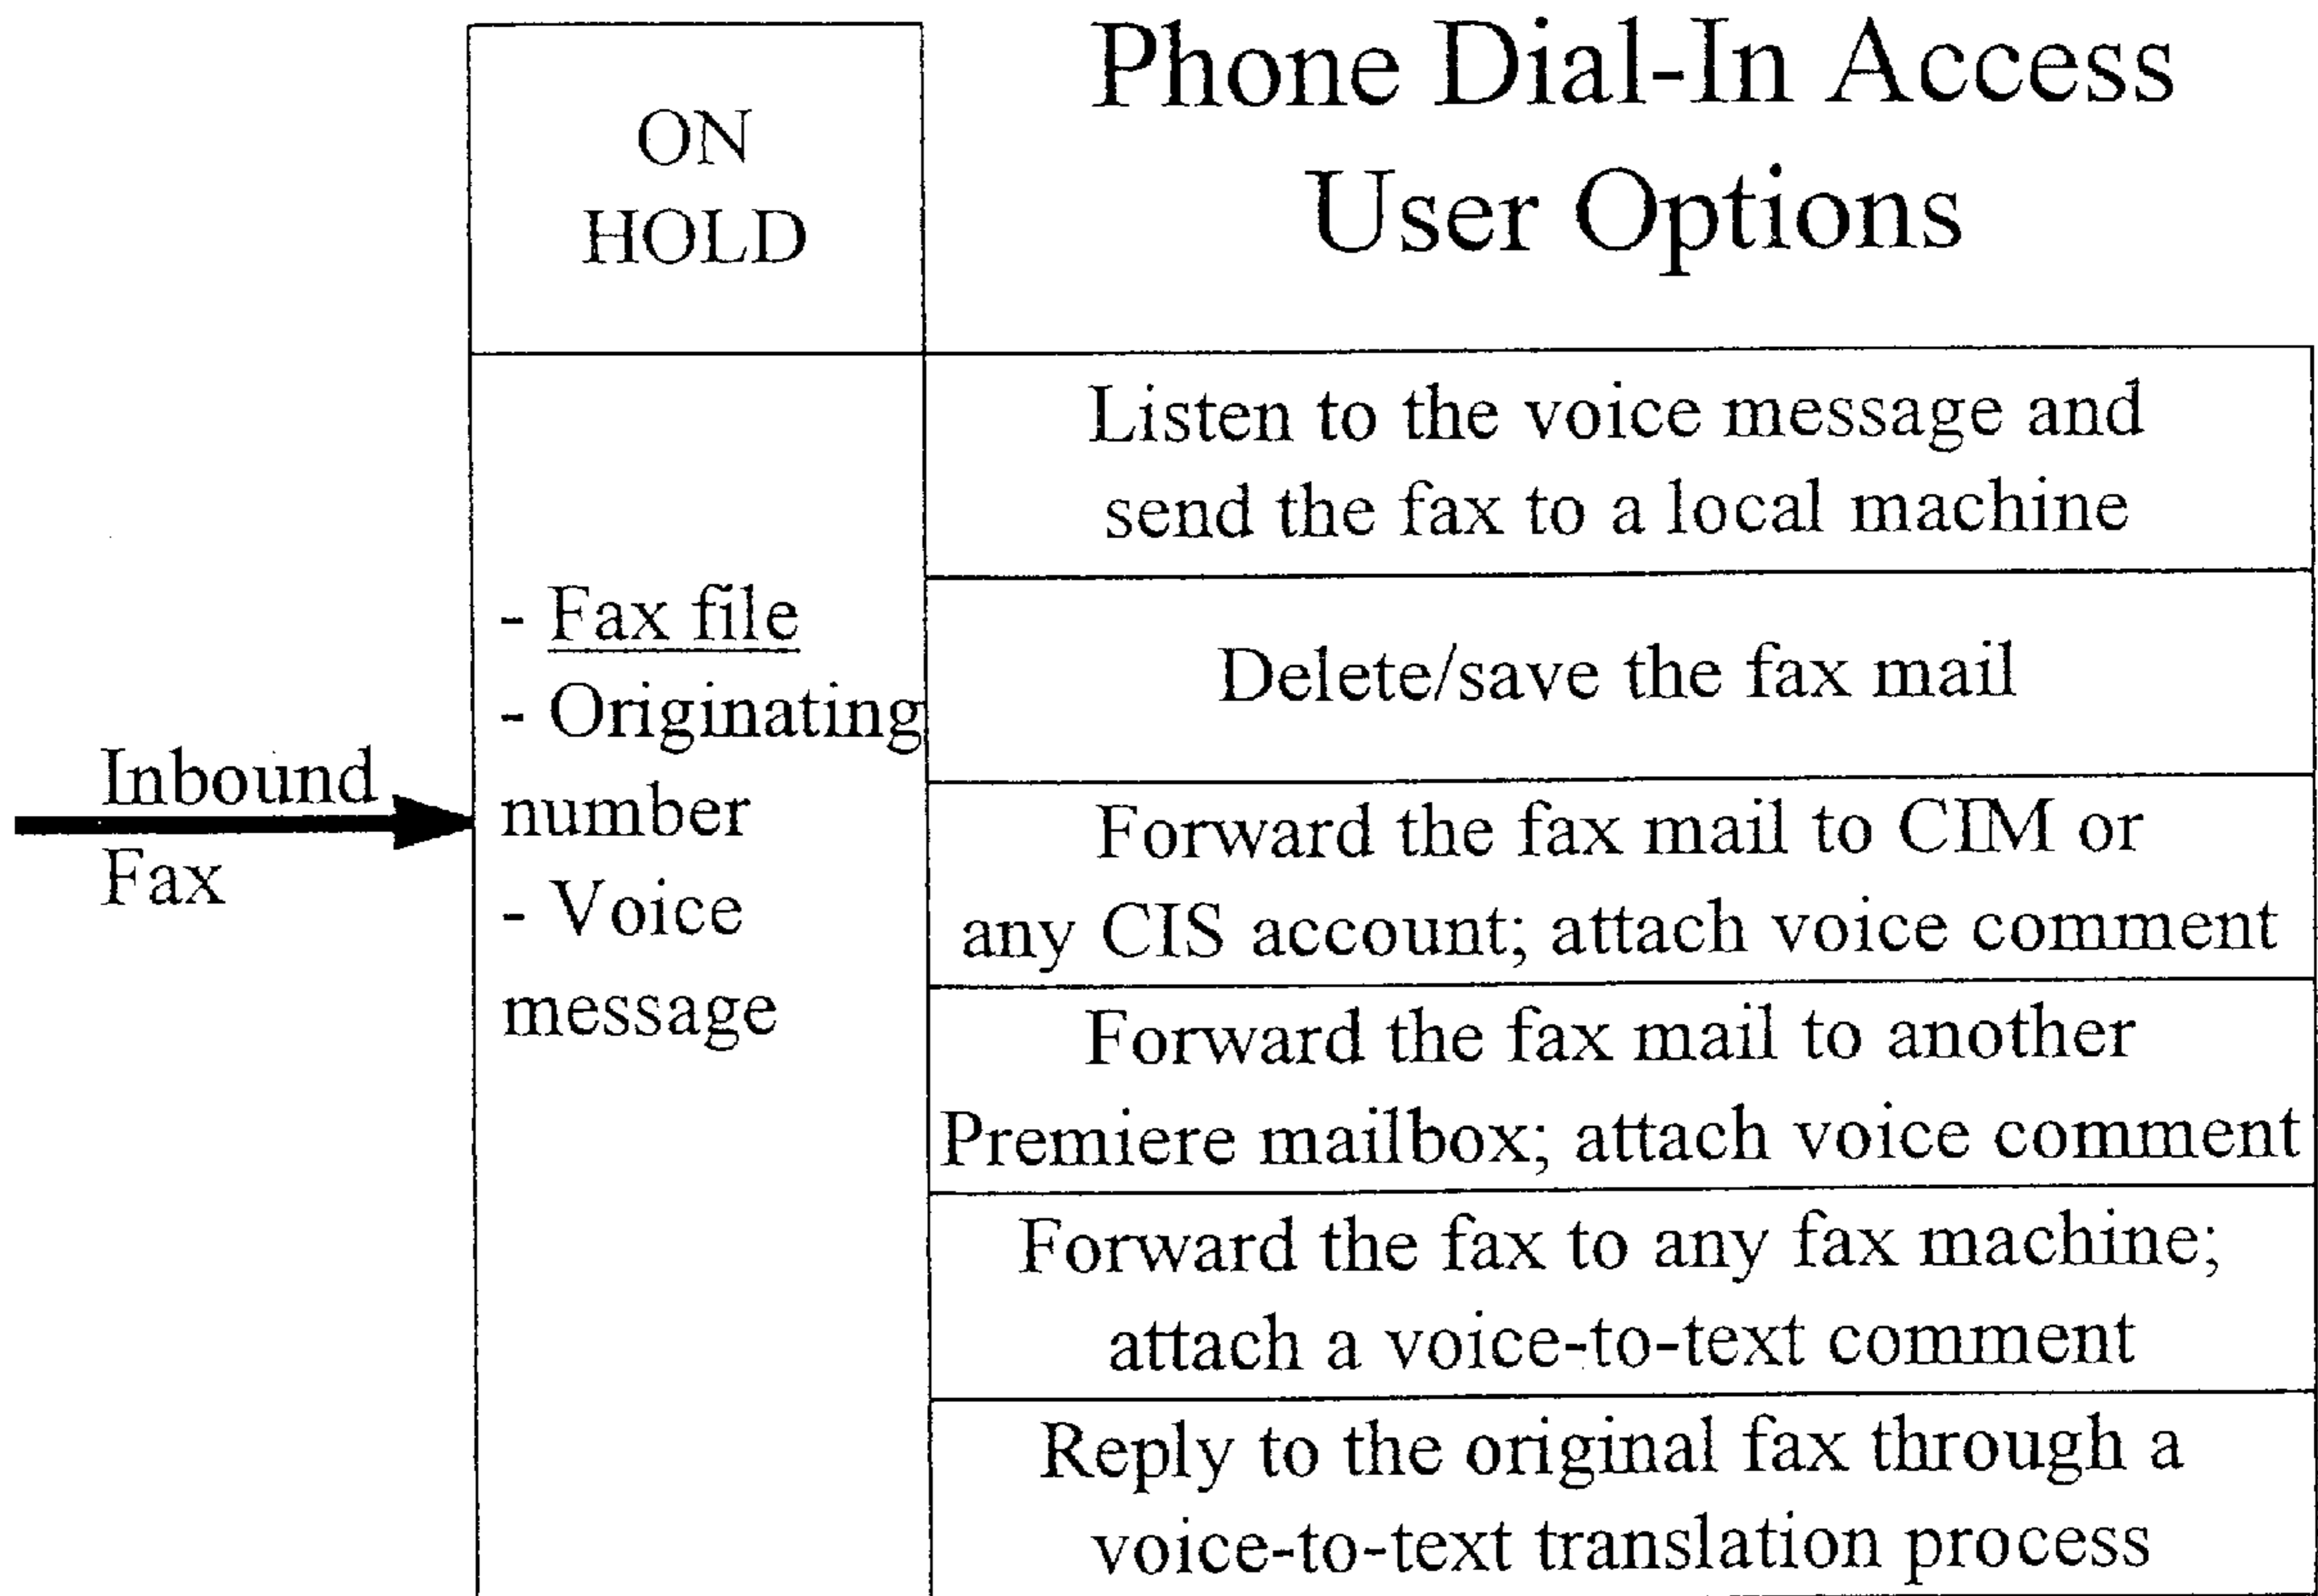 ON
HOLD
Phone Dial-In Access
User Options
Inbound
Fax
- Fax file
- Originating
number
- Voice
message
Listen to the voice message and
send the fax to a local machine
Delete/save the fax mail
Forward the fax mail to CIM or
any CIS account; attach voice comment
Forward the fax mail to another
Premiere mailbox; attach voice comment
Forward the fax to any fax machine;
attach a voice-to-text comment
Reply to the original fax through a
voice-to-text translation process